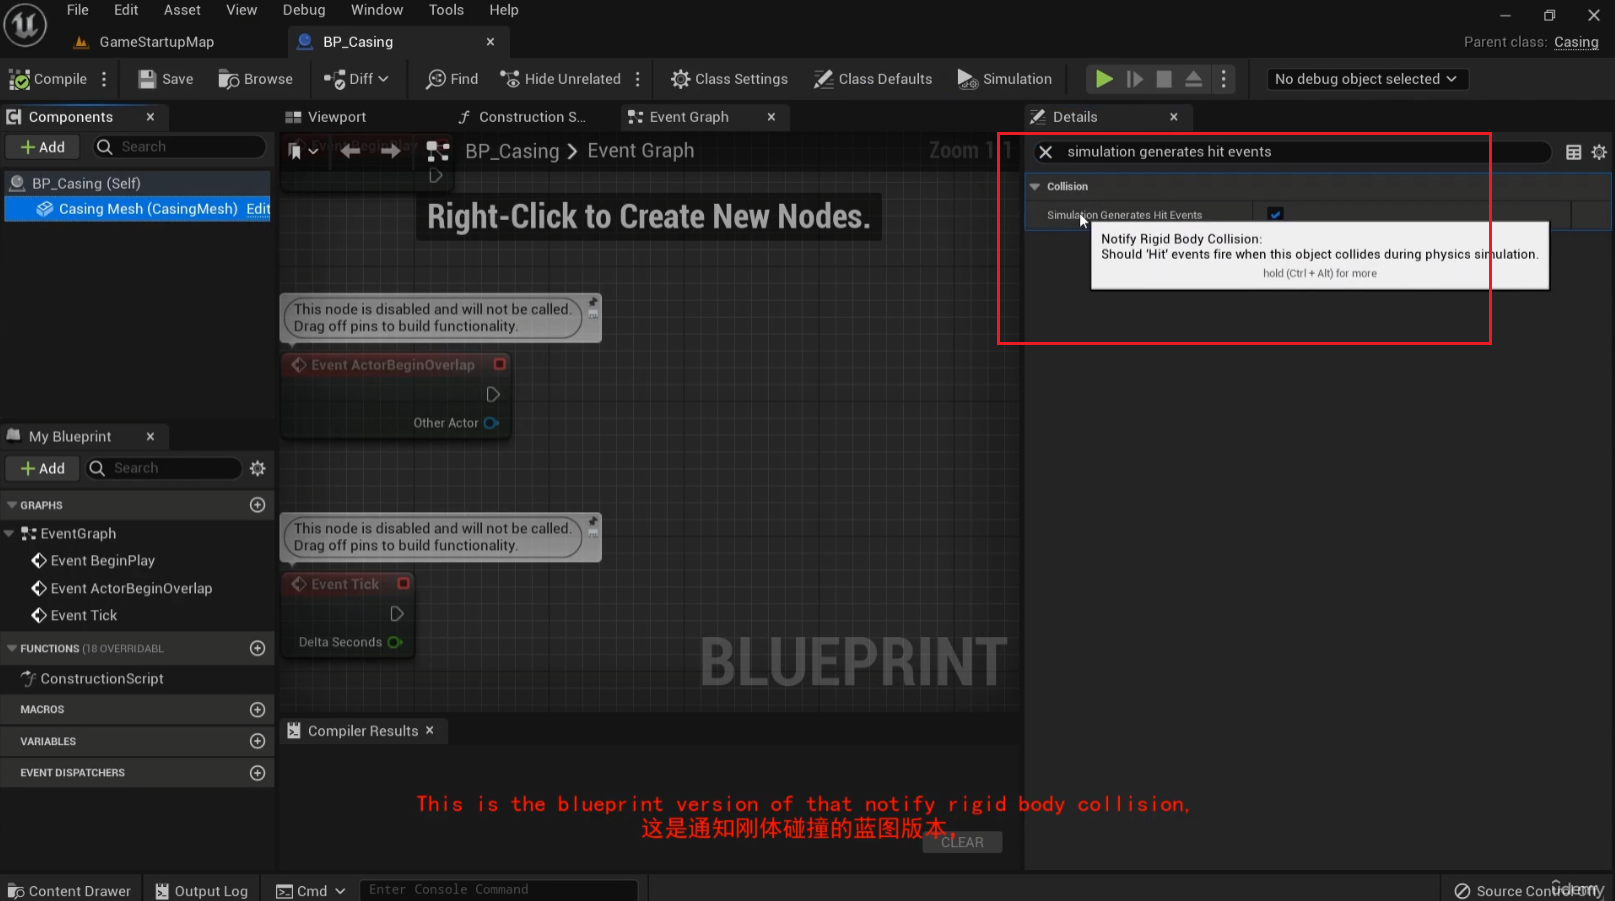 File Edit Asset View Debug Window Tools Help
GameStartupMap
BP_Casing
Parent class: Casing
Compile
Save
Browse
Diff
Find
Hide Unrelated
Class Settings
Class Defaults
Simulation
No debug object selected
Components
Add
Search
BP_Casing (Self)
Casing Mesh (CasingMesh) Edit
Viewport
Construction S...
Event Graph
BP_Casing > Event Graph
Right-Click to Create New Nodes.
This node is disabled and will not be called.
Drag off pins to build functionality.
Event ActorBeginOverlap
Other Actor
This node is disabled and will not be called.
Drag off pins to build functionality.
Event Tick
Delta Seconds
BLUEPRINT
Details
simulation generates hit events
Collision
Simulation Generates Hit Events
Notify Rigid Body Collision:
Should 'Hit' events fire when this object collides during physics simulation.
hold (Ctrl + Alt) for more
My Blueprint
Add
Search
GRAPHS
EventGraph
Event BeginPlay
Event ActorBeginOverlap
Event Tick
FUNCTIONS (18 OVERRIDABL
ConstructionScript
MACROS
VARIABLES
EVENT DISPATCHERS
Compiler Results
This is the blueprint version of that notify rigid body collision,
这是通知刚体碰撞的蓝图版本,
CLEAR
Content Drawer
Output Log
Cmd
Enter Console Command
Source Control Off
udemy